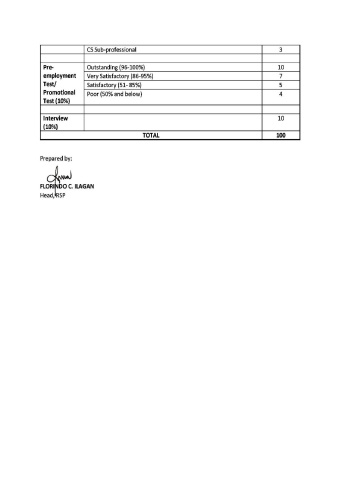 CS Sub-professional 3
Pre-employment Test/ Promotional Test (10%)
Outstanding (96-100%) 10
Very Satisfactory (86-95%) 7
Satisfactory (51- 85%) 5
Poor (50% and below) 4
Interview (10%) 10
TOTAL 100
Prepared by:
FLORINDO C. ILAGAN
Head, RSP